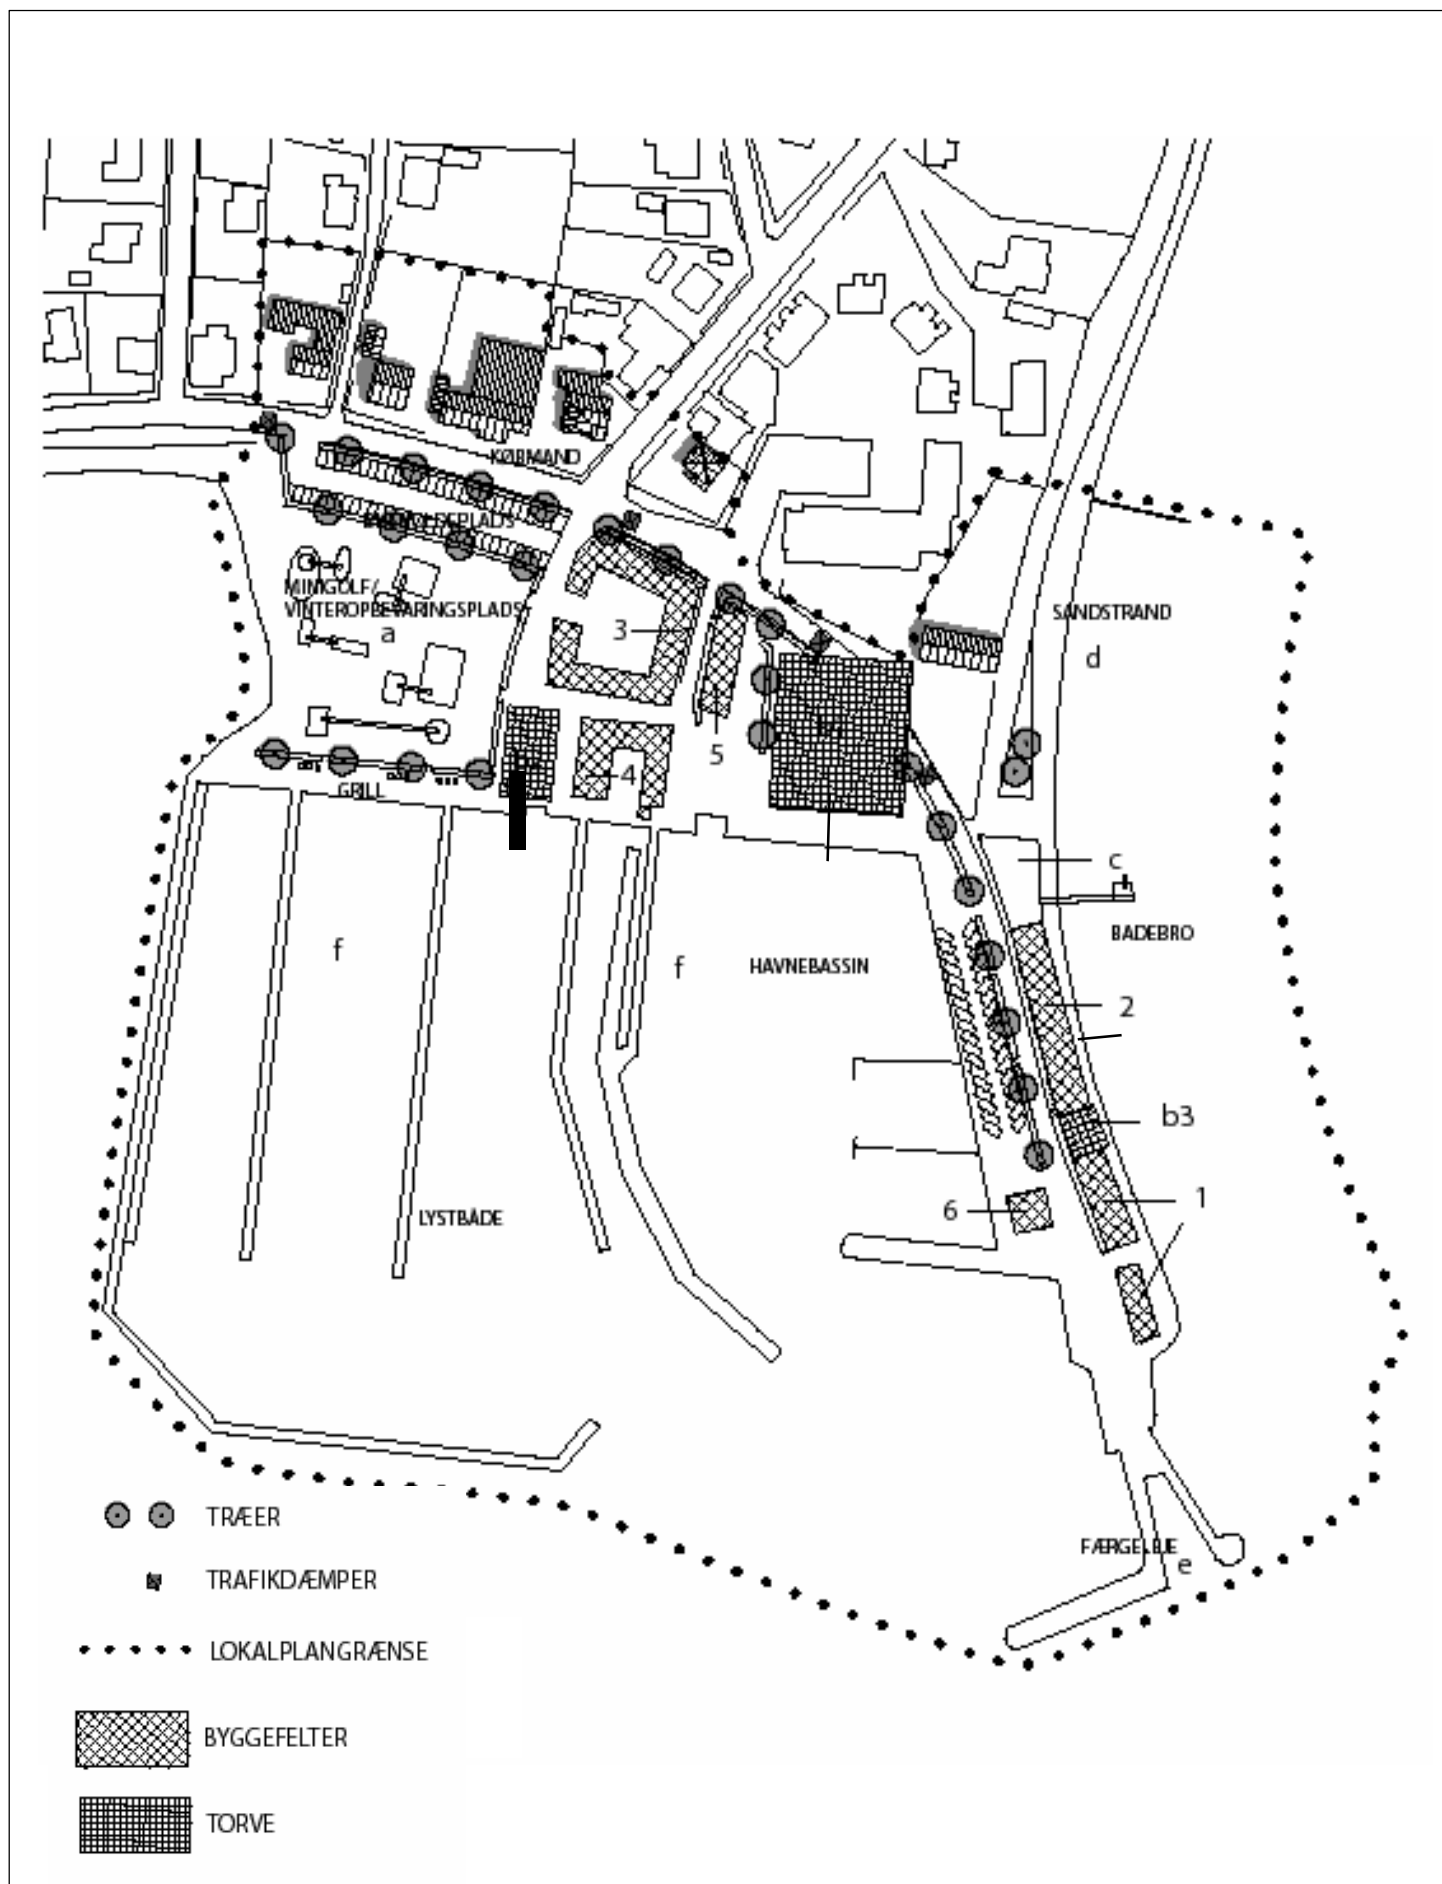 KØBMAND
MINIGOLF/
VINTEROPBEVARINGSPLADS
a
3
SANDSTRAND
d
5
4
GRILL
c
BADEBRO
f
f
HAVNEBASSIN
2
b3
6
1
LYSTBÅDE
FÆRGELEJE
e
TRÆER
TRAFIKDÆMPER
LOKALPLANGRÆNSE
BYGGEFELTER
TORVE